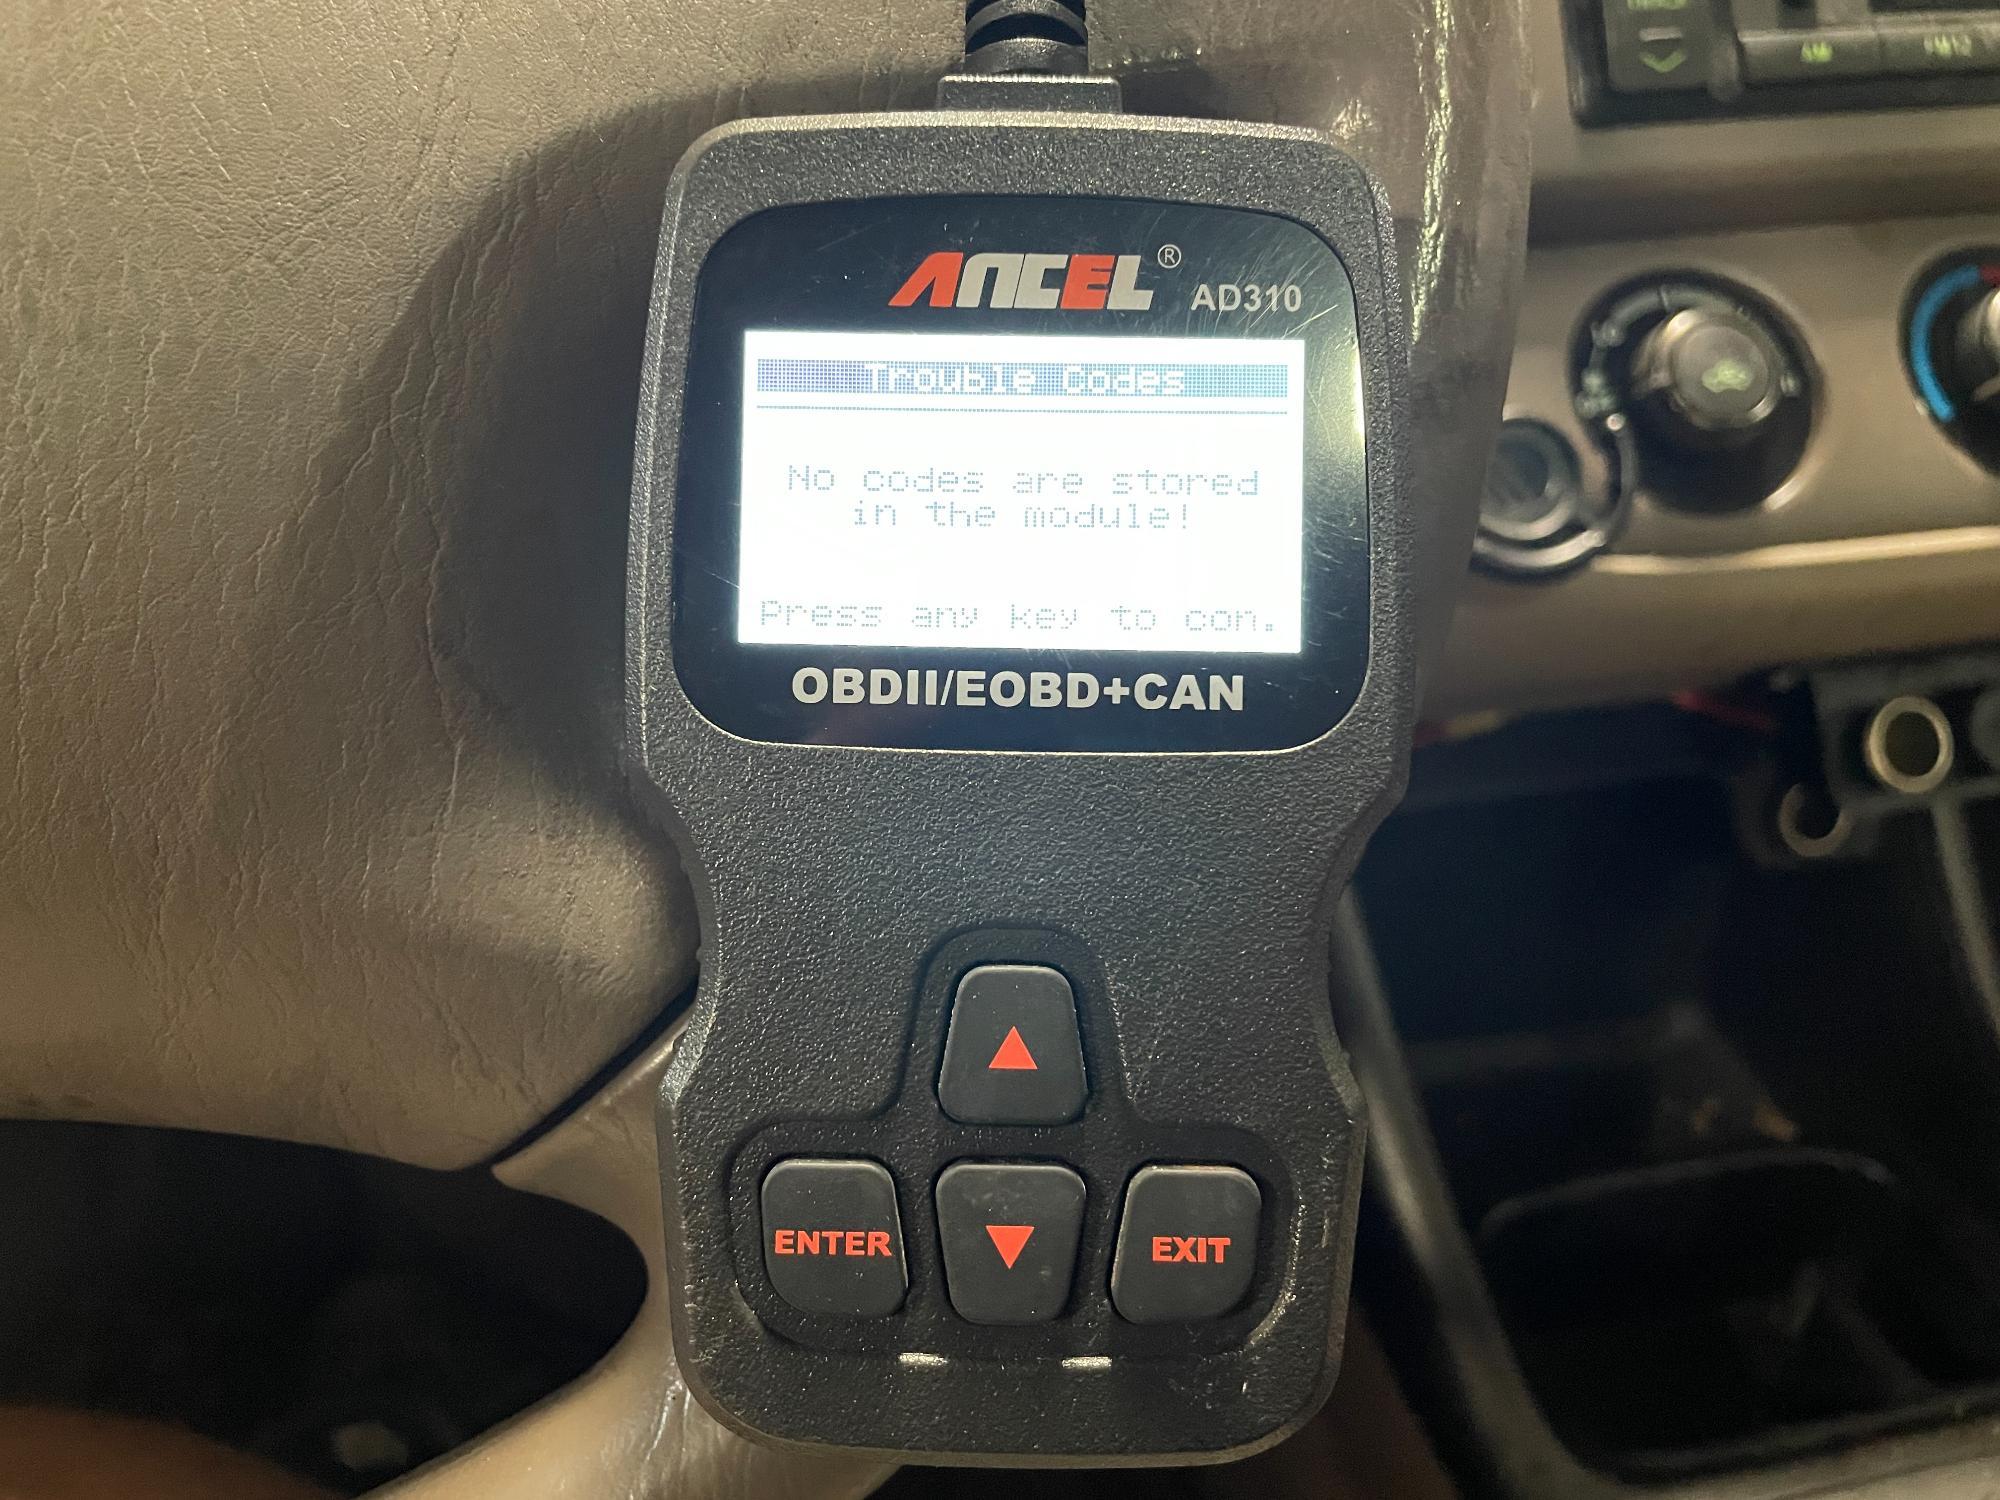 ANCEL®
AD310
Trouble Codes
No codes are stored
in the module!
Press any key to con.
OBDII/EOBD+CAN
ENTER
EXIT